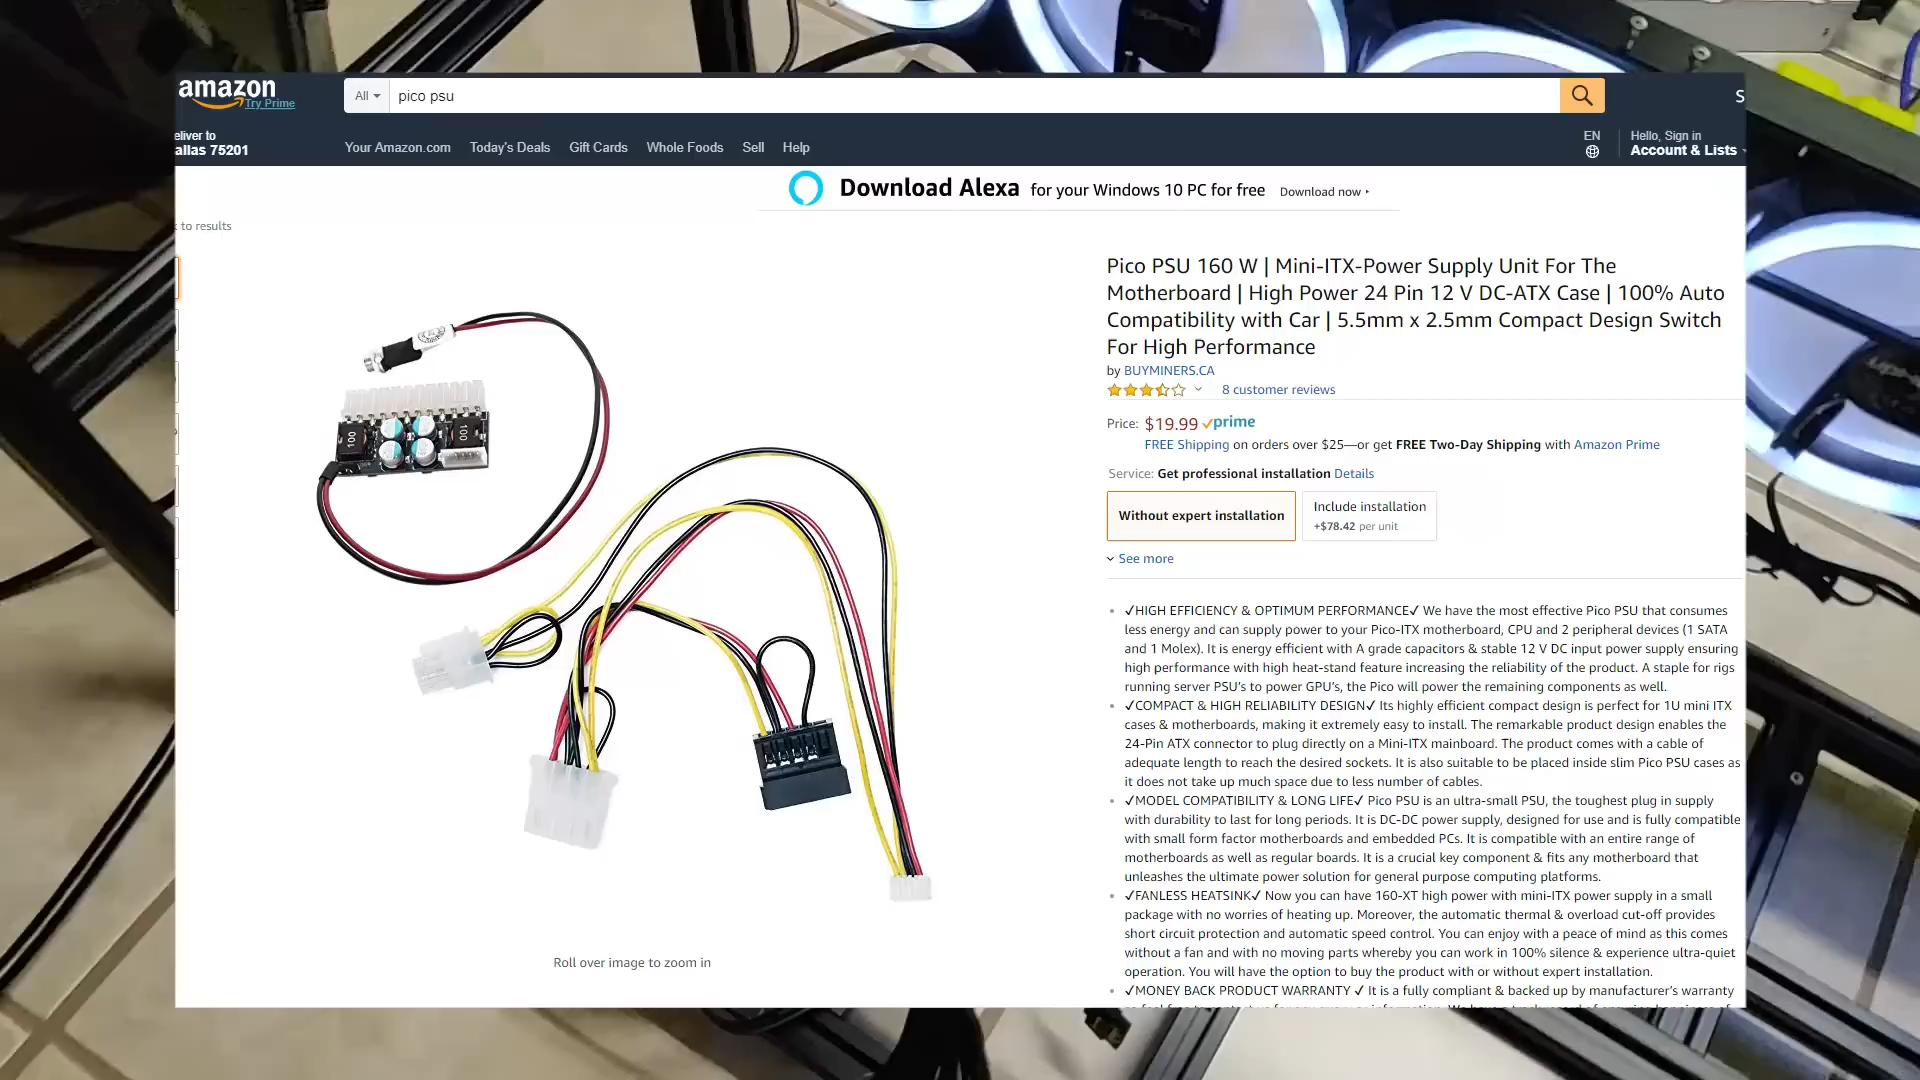 amazon
Try Prime
All
pico psu
S
eliver to
allas 75201
Your Amazon.com Today's Deals Gift Cards Whole Foods Sell Help
EN
Hello, Sign in
Account & Lists
Download Alexa for your Windows 10 PC for free Download now
to results
Pico PSU 160 W | Mini-ITX-Power Supply Unit For The
Motherboard | High Power 24 Pin 12 V DC-ATX Case | 100% Auto
Compatibility with Car | 5.5mm x 2.5mm Compact Design Switch
For High Performance
by BUYMINERS.CA
8 customer reviews
Price: $19.99 prime
FREE Shipping on orders over $25—or get FREE Two-Day Shipping with Amazon Prime
Service: Get professional installation Details
Without expert installation
Include installation
+$78.42 per unit
See more
✓HIGH EFFICIENCY & OPTIMUM PERFORMANCE✓ We have the most effective Pico PSU that consumes
less energy and can supply power to your Pico-ITX motherboard, CPU and 2 peripheral devices (1 SATA
and 1 Molex). It is energy efficient with A grade capacitors & stable 12 V DC input power supply ensuring
high performance with high heat-stand feature increasing the reliability of the product. A staple for rigs
running server PSU's to power GPU's, the Pico will power the remaining components as well.
✓COMPACT & HIGH RELIABILITY DESIGN✓ Its highly efficient compact design is perfect for 1U mini ITX
cases & motherboards, making it extremely easy to install. The remarkable product design enables the
24-Pin ATX connector to plug directly on a Mini-ITX mainboard. The product comes with a cable of
adequate length to reach the desired sockets. It is also suitable to be placed inside slim Pico PSU cases as
it does not take up much space due to less number of cables.
✓MODEL COMPATIBILITY & LONG LIFE✓ Pico PSU is an ultra-small PSU, the toughest plug in supply
with durability to last for long periods. It is DC-DC power supply, designed for use and is fully compatible
with small form factor motherboards and embedded PCs. It is compatible with an entire range of
motherboards as well as regular boards. It is a crucial key component & fits any motherboard that
unleashes the ultimate power solution for general purpose computing platforms.
✓FANLESS HEATSINK✓ Now you can have 160-XT high power with mini-ITX power supply in a small
package with no worries of heating up. Moreover, the automatic thermal & overload cut-off provides
short circuit protection and automatic speed control. You can enjoy with a peace of mind as this comes
without a fan and with no moving parts whereby you can work in 100% silence & experience ultra-quiet
operation. You will have the option to buy the product with or without expert installation.
✓MONEY BACK PRODUCT WARRANTY ✓ It is a fully compliant & backed up by manufacturer's warranty
100
100
Roll over image to zoom in